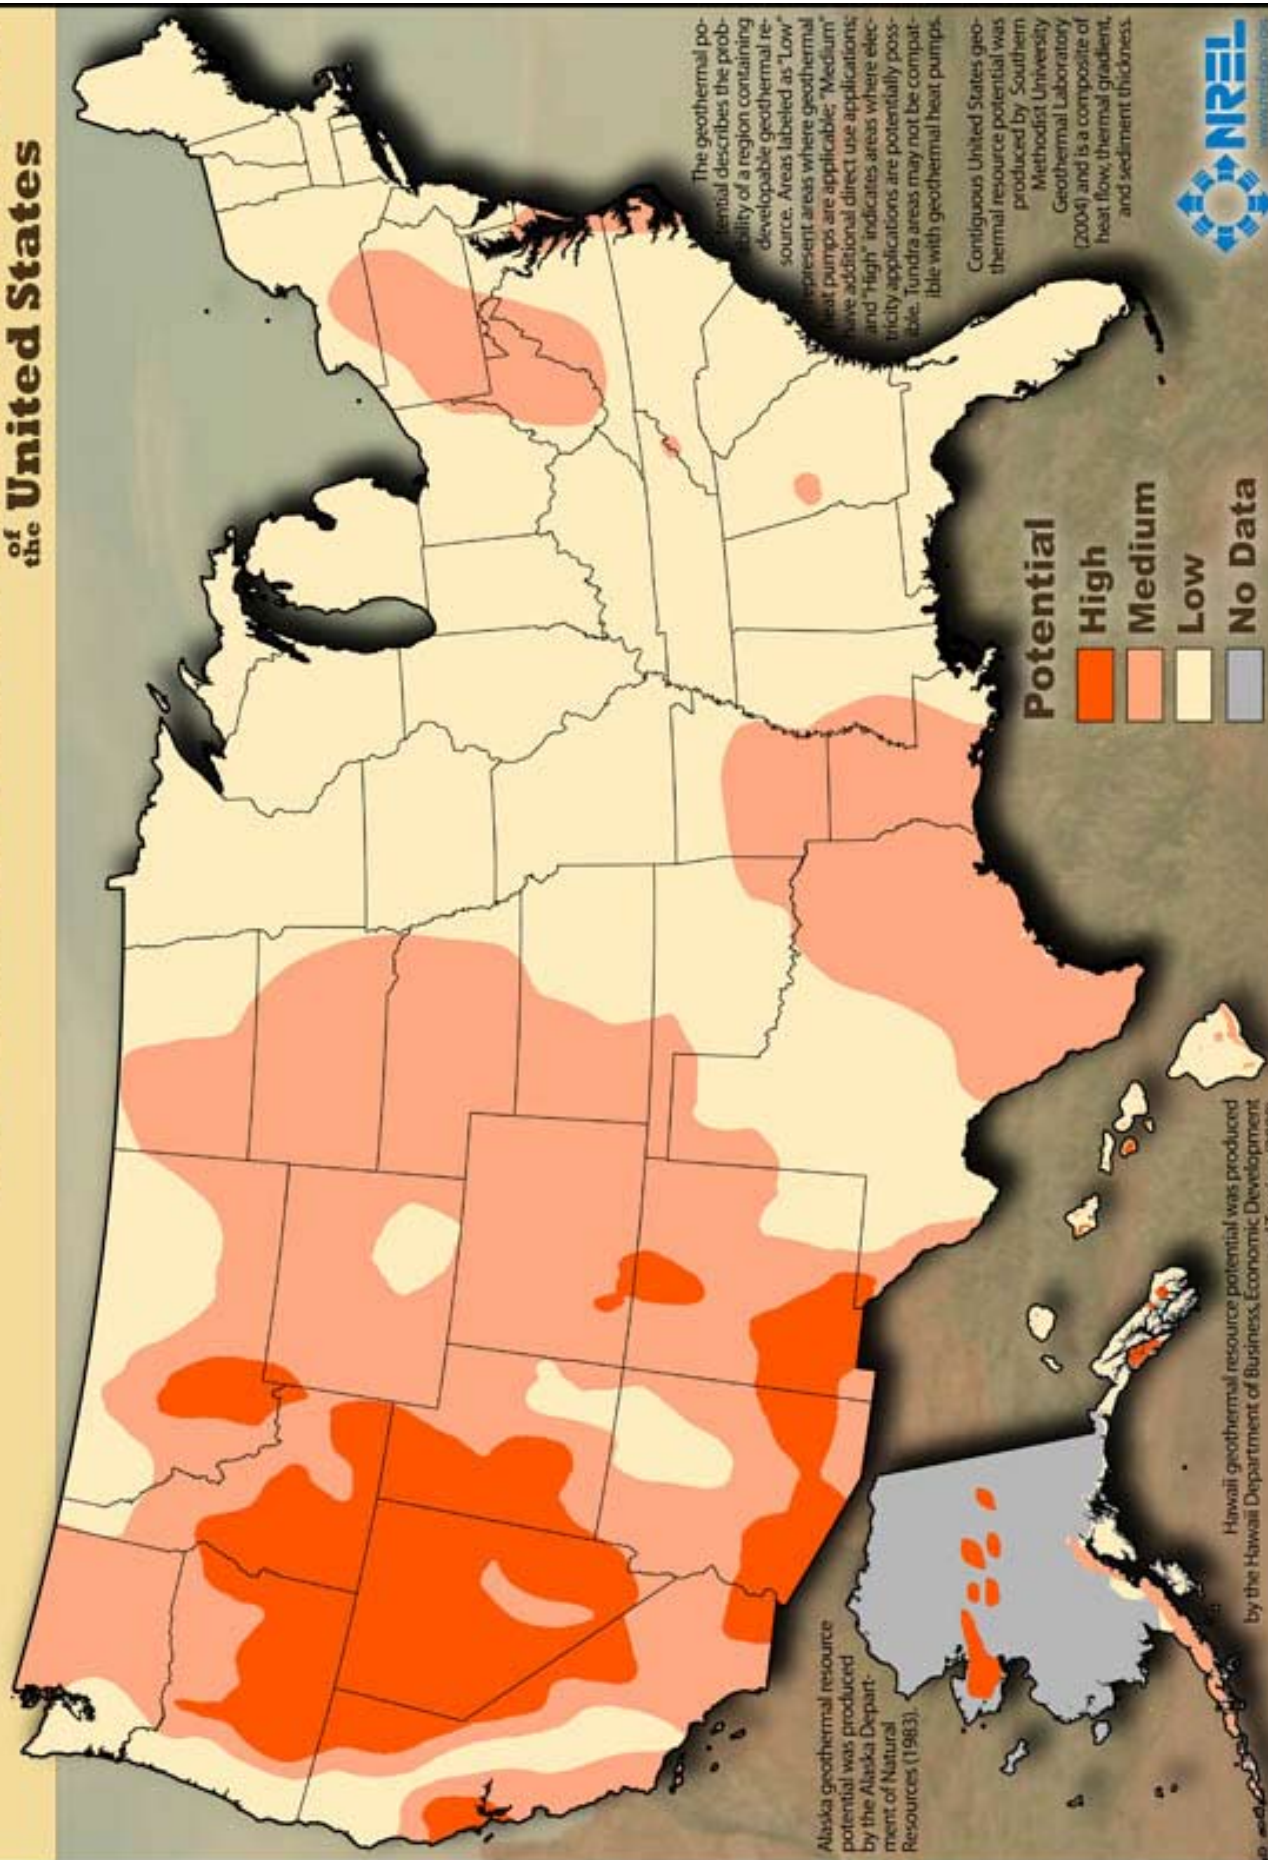 of
the United States
The geothermal po-
tential describes the prob-
bility of a region containing
developable geothermal re-
source. Areas labeled as "Low"
represent areas where geothermal
heat pumps are applicable; "Medium"
have additional direct use applications;
and "High" indicates areas where elec-
tricity applications are potentially poss-
ible. Tundra areas may not be compat-
ible with geothermal heat pumps.
Contiguous United States geo-
thermal resource potential was
produced by Southern
Methodist University
Geothermal Laboratory
(2004) and is a composite of
heat flow, thermal gradient,
and sediment thickness.
NREL
Potential
High
Medium
Low
No Data
Alaska geothermal resource
potential was produced
by the Alaska Depart-
ment of Natural
Resources (1983).
Hawaii geothermal resource potential was produced
by the Hawaii Department of Business, Economic Development